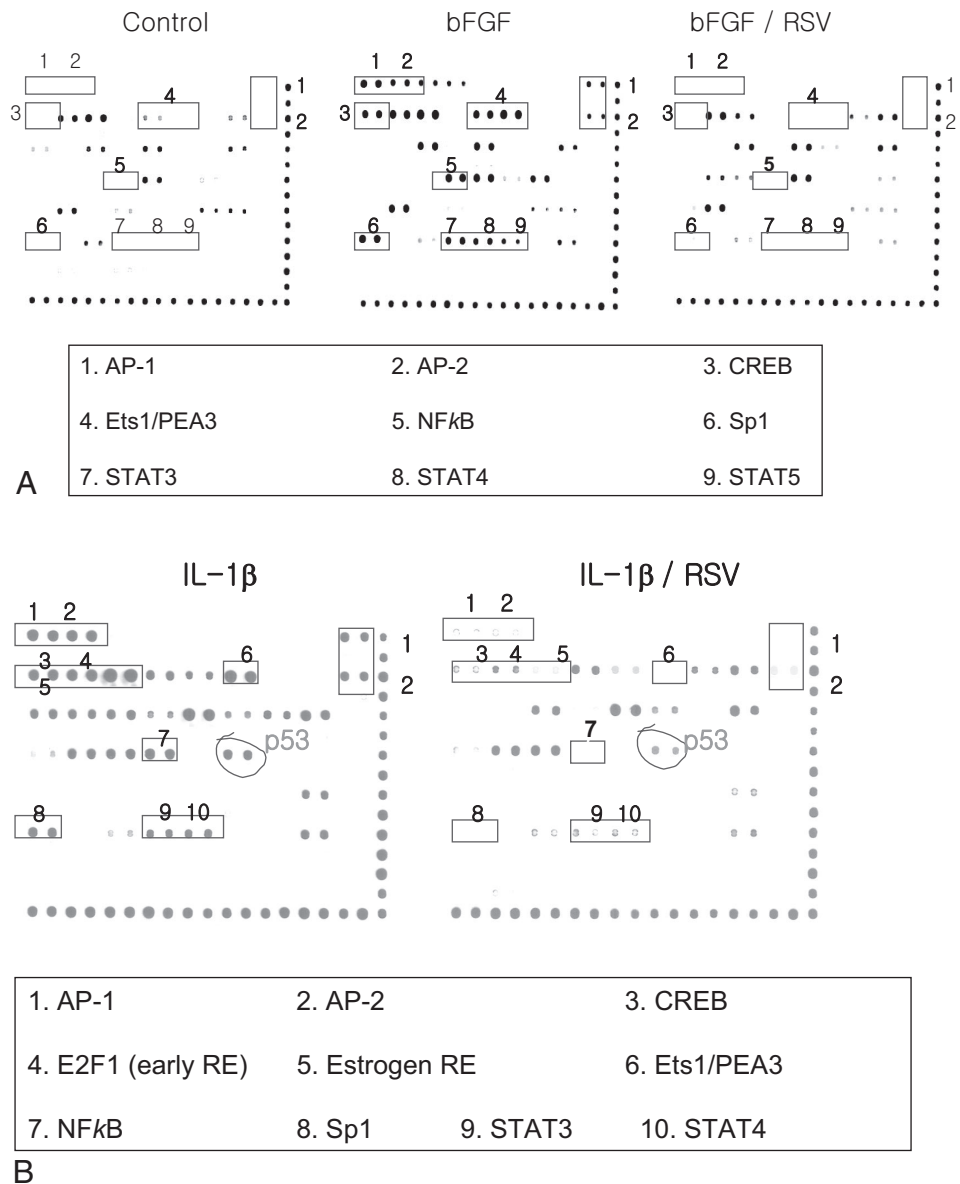 Control bFGF bFGF / RSV
1 2 1 2 1 2
1 1 1
3 4 2 3 4 2 3 4 2
5 5 5
6 7 8 9 6 7 8 9 6 7 8 9
1. AP-1 2. AP-2 3. CREB
4. Ets1/PEA3 5. NFkB 6. Sp1
7. STAT3 8. STAT4 9. STAT5
A
IL-1β IL-1β / RSV
1 2 1 1 2 1
3 4 6 2 3 4 5 6 2
5
7 p53 7 p53
8 9 10 8 9 10
1. AP-1 2. AP-2 3. CREB
4. E2F1 (early RE) 5. Estrogen RE 6. Ets1/PEA3
7. NFkB 8. Sp1 9. STAT3 10. STAT4
B